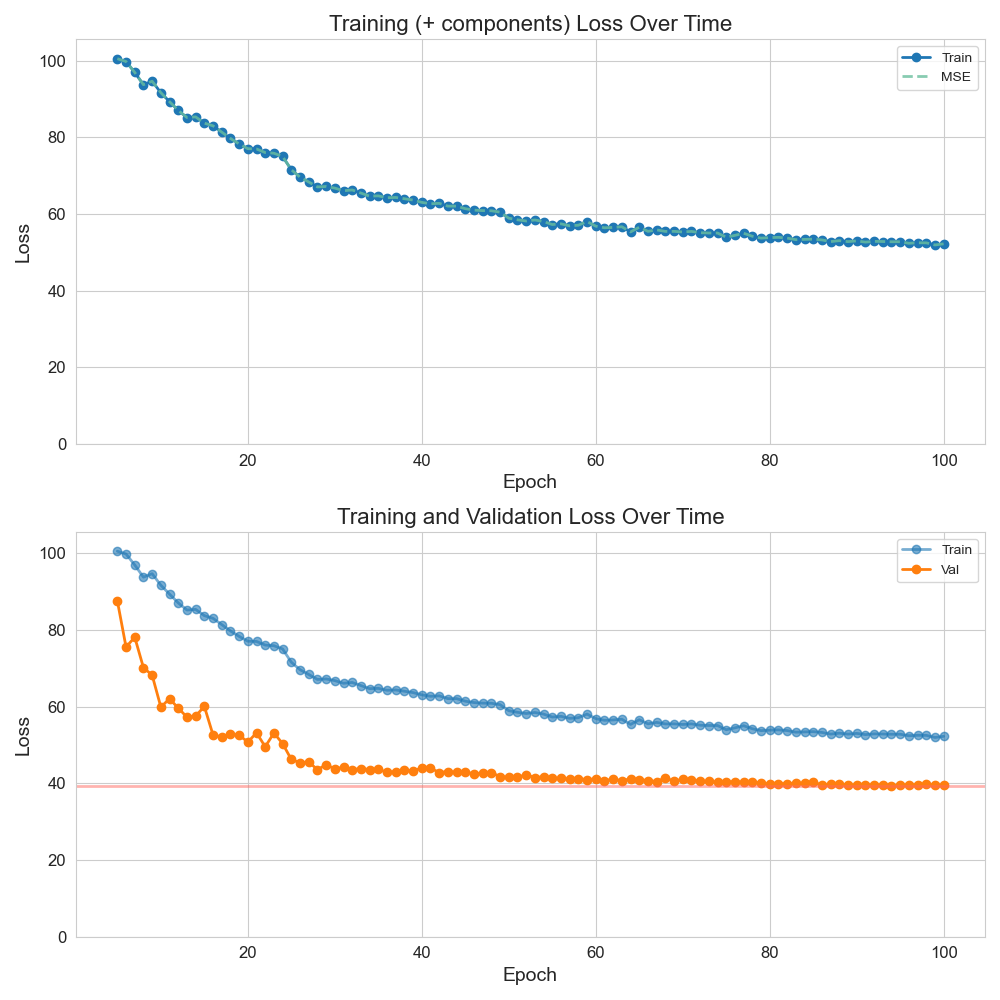 Training (+ components) Loss Over Time
Train
MSE
100
80
60
40
20
0
Loss
20 40 60 80 100
Epoch
Training and Validation Loss Over Time
Train
Val
100
80
60
40
20
0
Loss
20 40 60 80 100
Epoch